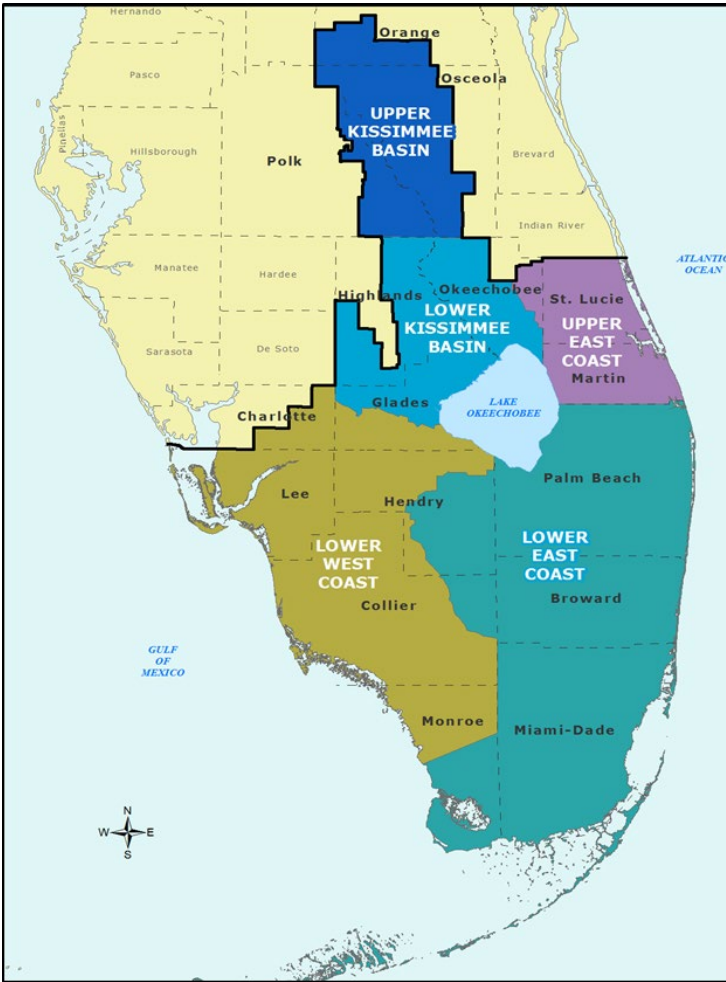 Hernando
Orange
Pasco
Osceola
Pinellas
Hillsborough
UPPER
KISSIMMEE
BASIN
Polk
Brevard
Indian River
ATLANTIC
OCEAN
Manatee
Hardee
Highlands
Okeechobee
St. Lucie
LOWER
KISSIMMEE
BASIN
UPPER
EAST
COAST
Sarasota
De Soto
Martin
Charlotte
Glades
LAKE
OKEECHOBEE
Lee
Hendry
Palm Beach
LOWER
WEST
COAST
LOWER
EAST
COAST
Collier
Broward
GULF
OF
MEXICO
Monroe
Miami-Dade
N
W E
S